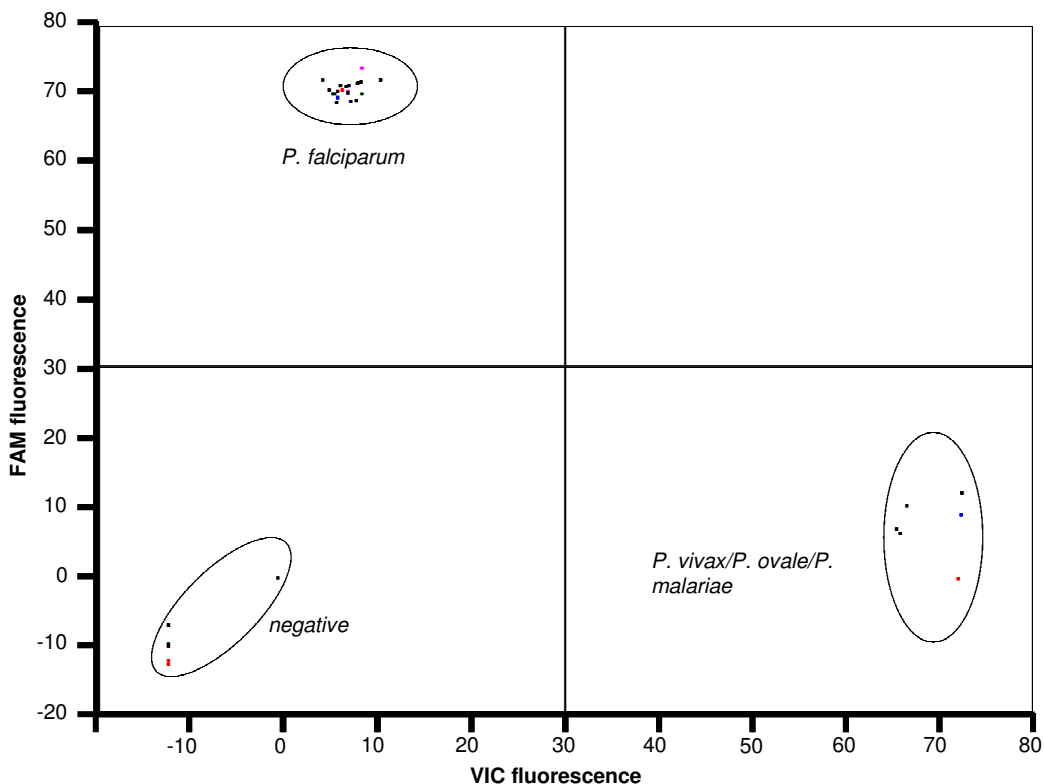 80
70
60
50
40
30
20
10
0
-10
-20
FAM fluorescence
P. falciparum
P. vivax/P. ovale/P.
malariae
negative
-10 0 10 20 30 40 50 60 70 80
VIC fluorescence